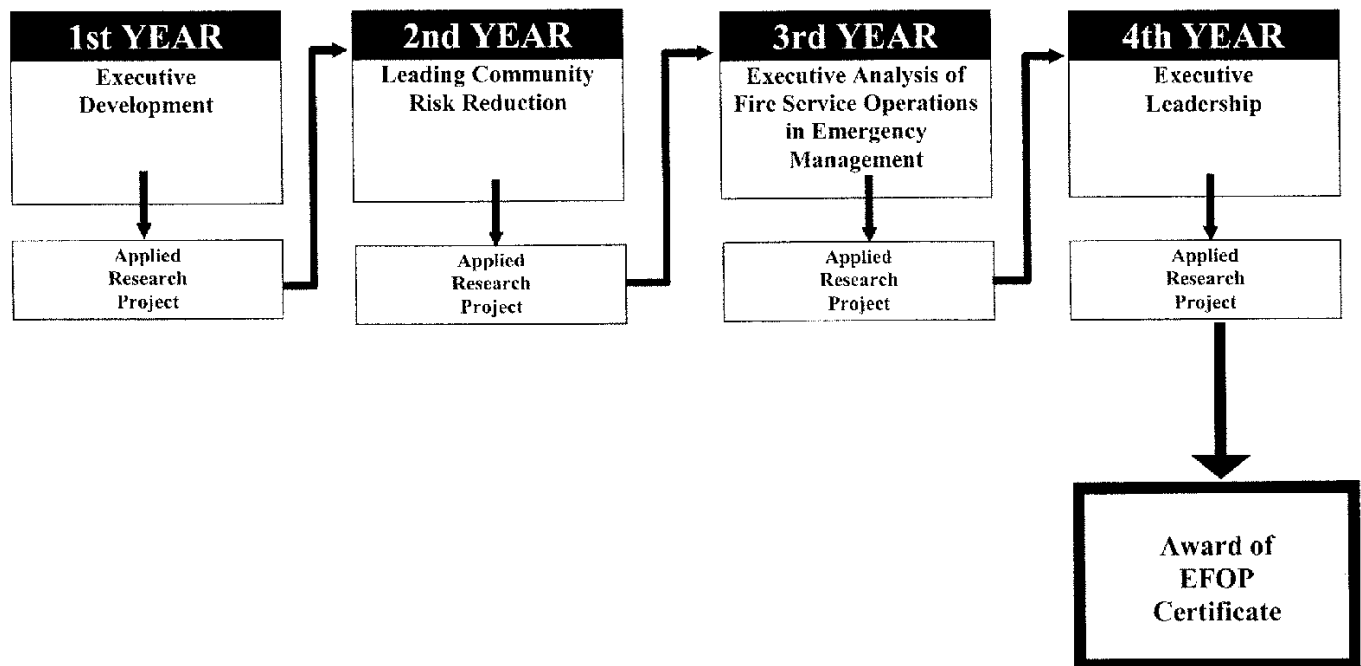 1st YEAR
Executive
Development
Applied
Research
Project
2nd YEAR
Leading Community
Risk Reduction
Applied
Research
Project
3rd YEAR
Executive Analysis of
Fire Service Operations
in Emergency
Management
Applied
Research
Project
4th YEAR
Executive
Leadership
Applied
Research
Project
Award of
EFOP
Certificate